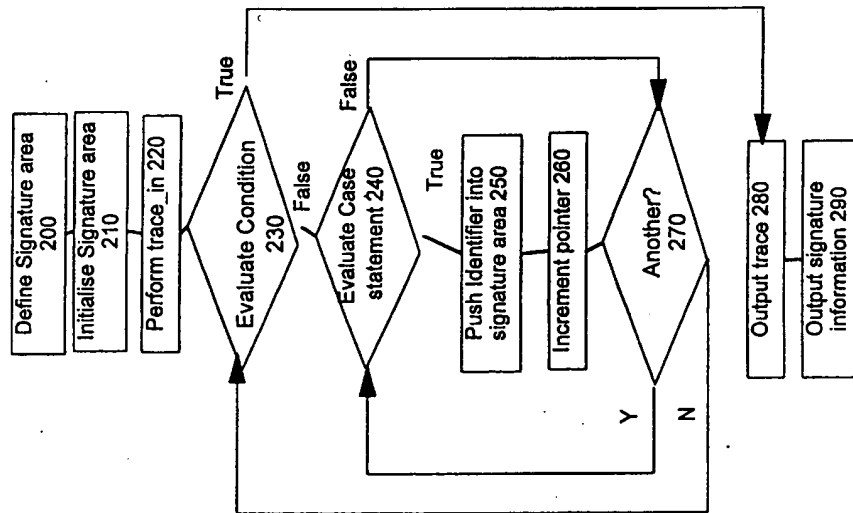 Define Signature area
200
Initialise Signature area
210
Perform trace_in 220
True
Evaluate Condition
230
False
False
Evaluate Case
statement 240
True
Push Identifier into
signature area 250
Increment pointer 260
Another?
270
Y
N
Output trace 280
Output signature
information 290